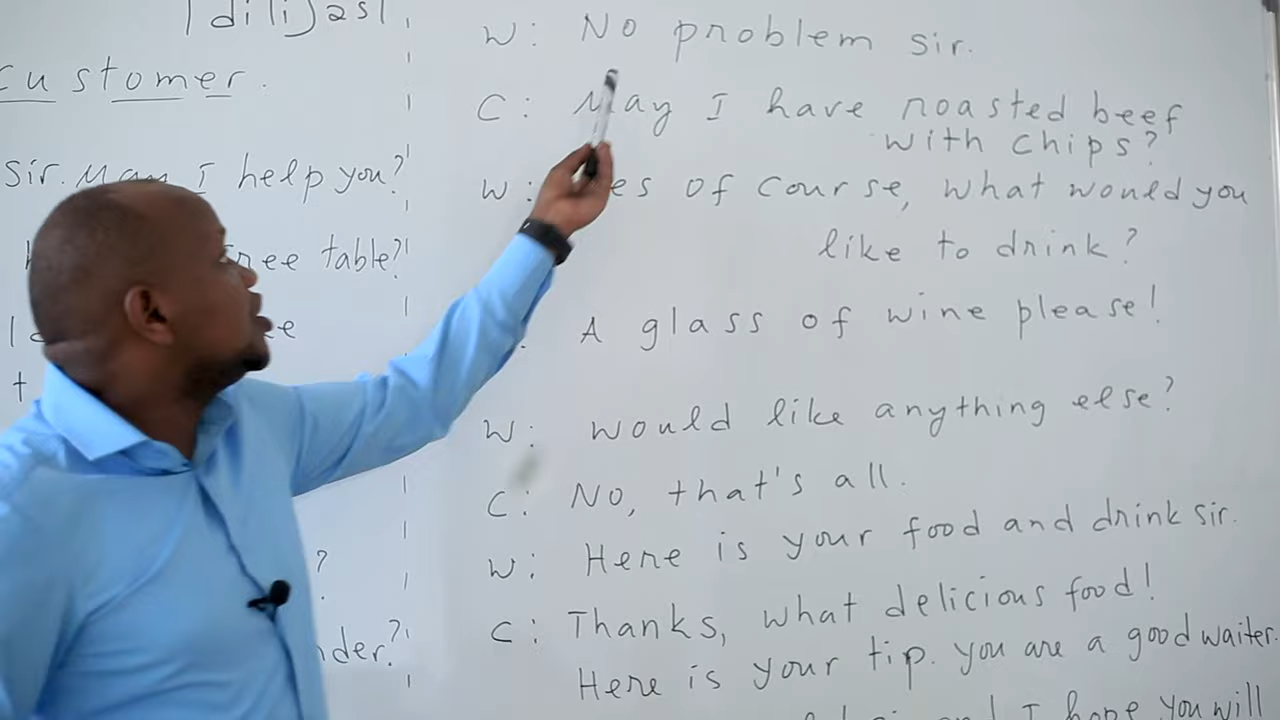 |dilijəs|
customer.
sir. May I help you?
free table?
?
W: No problem sir.
C: May I have roasted beef
with chips?
W: yes of course, what would you
like to drink?
A glass of wine please!
W: would like anything else?
C: No, that's all.
W: Here is your food and drink sir.
C: Thanks, what delicious food!
Here is your tip. you are a good waiter.
and I hope you will